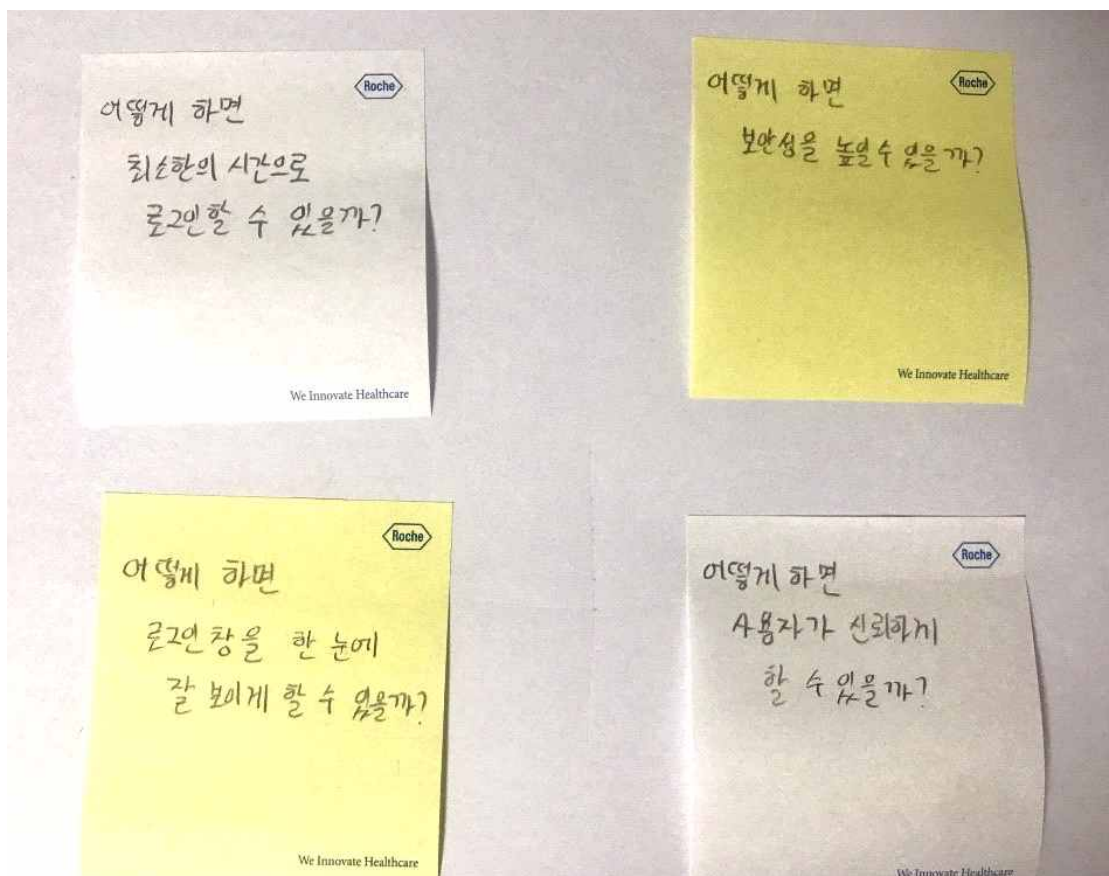 Roche
어떻게 하면
최소한의 시간으로
로그인할 수 있을까?
We Innovate Healthcare
Roche
어떻게 하면
보안성을 높일 수 있을까?
We Innovate Healthcare
Roche
어떻게 하면
로그인 창을 한 눈에
잘 보이게 할 수 있을까?
We Innovate Healthcare
Roche
어떻게 하면
사용자가 신뢰하게
할 수 있을까?
We Innovate Healthcare